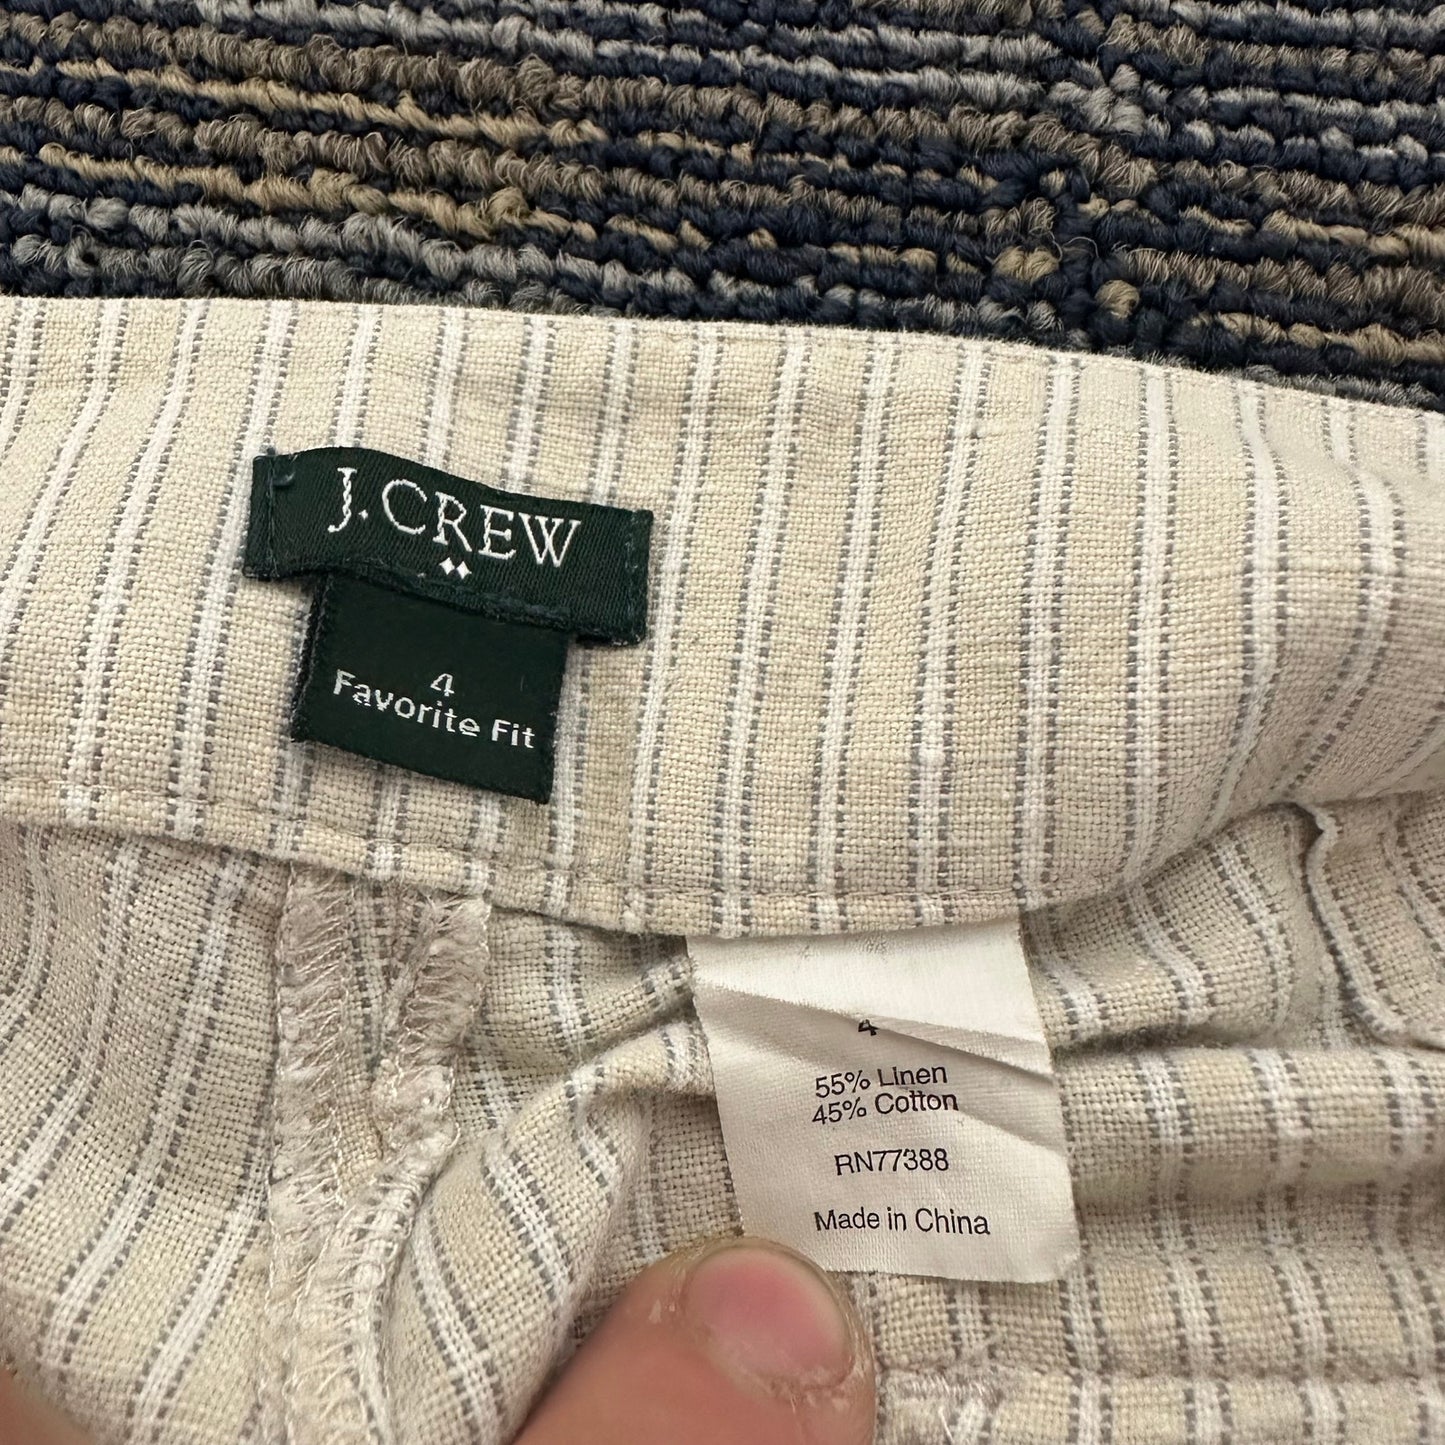 J.CREW
4
Favorite Fit
4
55% Linen
45% Cotton
RN77388
Made in China